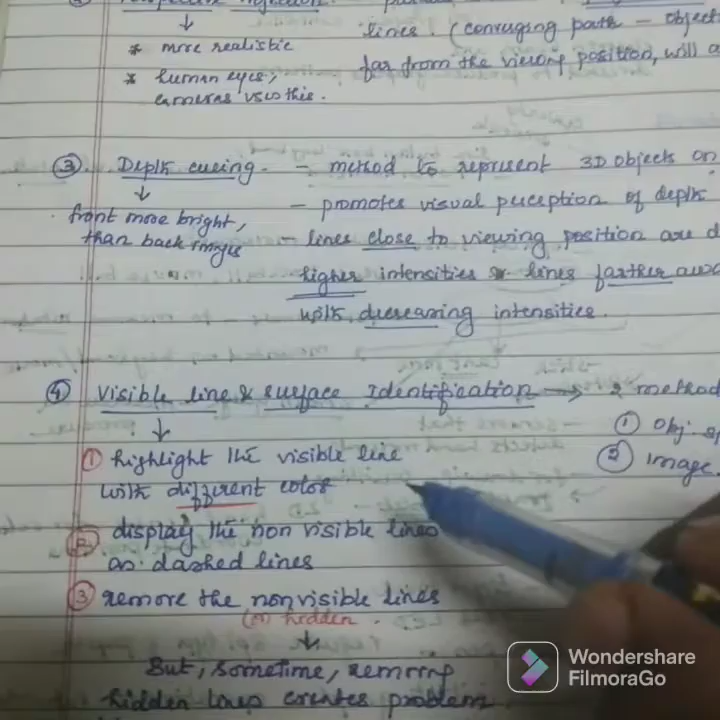 lines. (converging path - object
↓
* more realistic
far from the viewing position, will a
* human eyes,
cameras uses this.
③ Depth cueing. - method to represent 3D objects on
↓
- promotes visual perception of depth
front more bright,
than back images
- lines close to viewing position are d
higher intensities & lines farther awa
with decreasing intensities.
④ Visible line & surface Identification → 2 method
↓
① Obj. sp
② image.
① highlight the visible line
with different color
② display the non visible lines
as dashed lines
③ remove the nonvisible lines
(or) hidden.
↓
But, sometime, removing
hidden creates problem
Wondershare
FilmoraGo